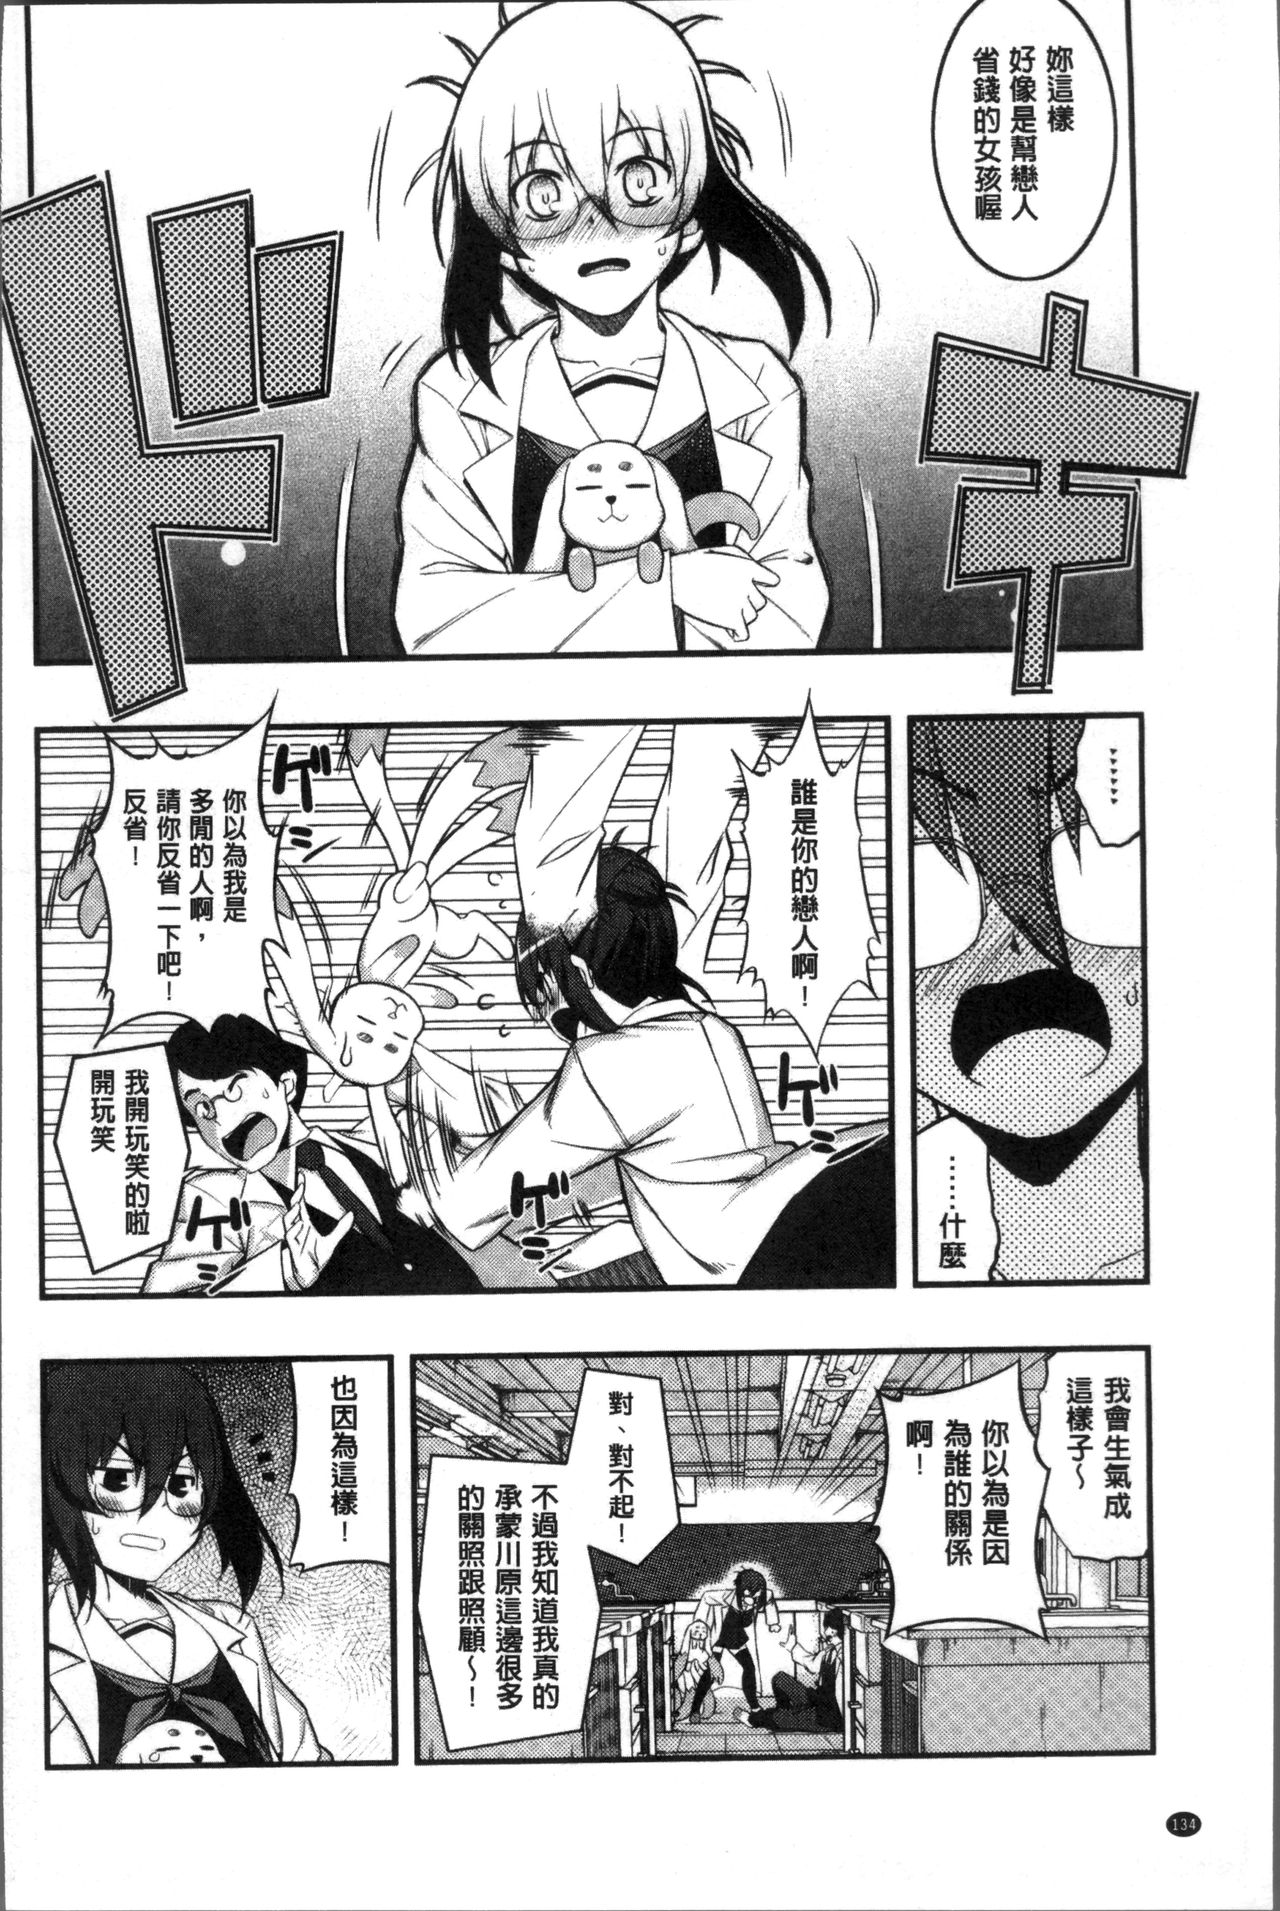 妳這樣
好像是幫戀人
省錢的女孩喔
ドキ
……
……什麼
誰是你的戀人啊！
ゲシ
ゲシ
ゲシ
ゲシ
你以為我是
多閒的人啊，
請你反省一下吧！
反省！
我開玩笑的啦
開玩笑
我會生氣成
這樣子～
你以為是因
為誰的關係
啊！
對、對不起！
不過我知道我真的
承蒙川原這邊很多
的關照跟照顧～！
也因為這樣！
134